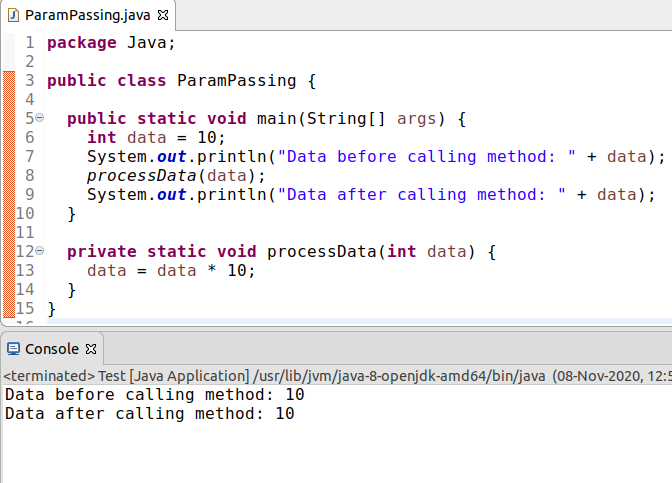 ParamPassing.java
1 package Java;
2
3 public class ParamPassing {
4
5 public static void main(String[] args) {
6 int data = 10;
7 System.out.println("Data before calling method: " + data);
8 processData(data);
9 System.out.println("Data after calling method: " + data);
10 }
11
12 private static void processData(int data) {
13 data = data * 10;
14 }
15 }
Console
<terminated> Test [Java Application] /usr/lib/jvm/java-8-openjdk-amd64/bin/java (08-Nov-2020, 12:5
Data before calling method: 10
Data after calling method: 10